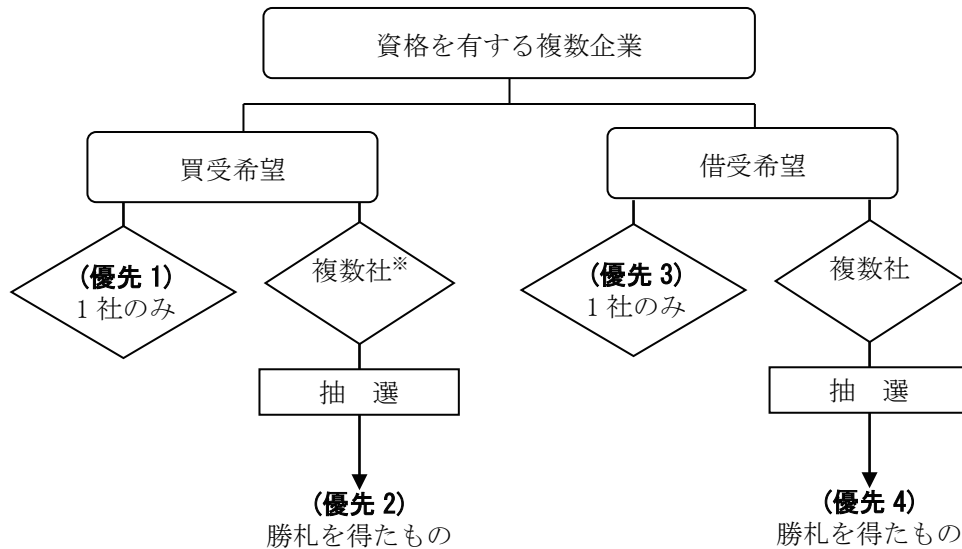 資格を有する複数企業
買受希望
借受希望
(優先 1)
1 社のみ
複数社※
(優先 3)
1 社のみ
複数社
抽　選
抽　選
(優先 2)
勝札を得たもの
(優先 4)
勝札を得たもの